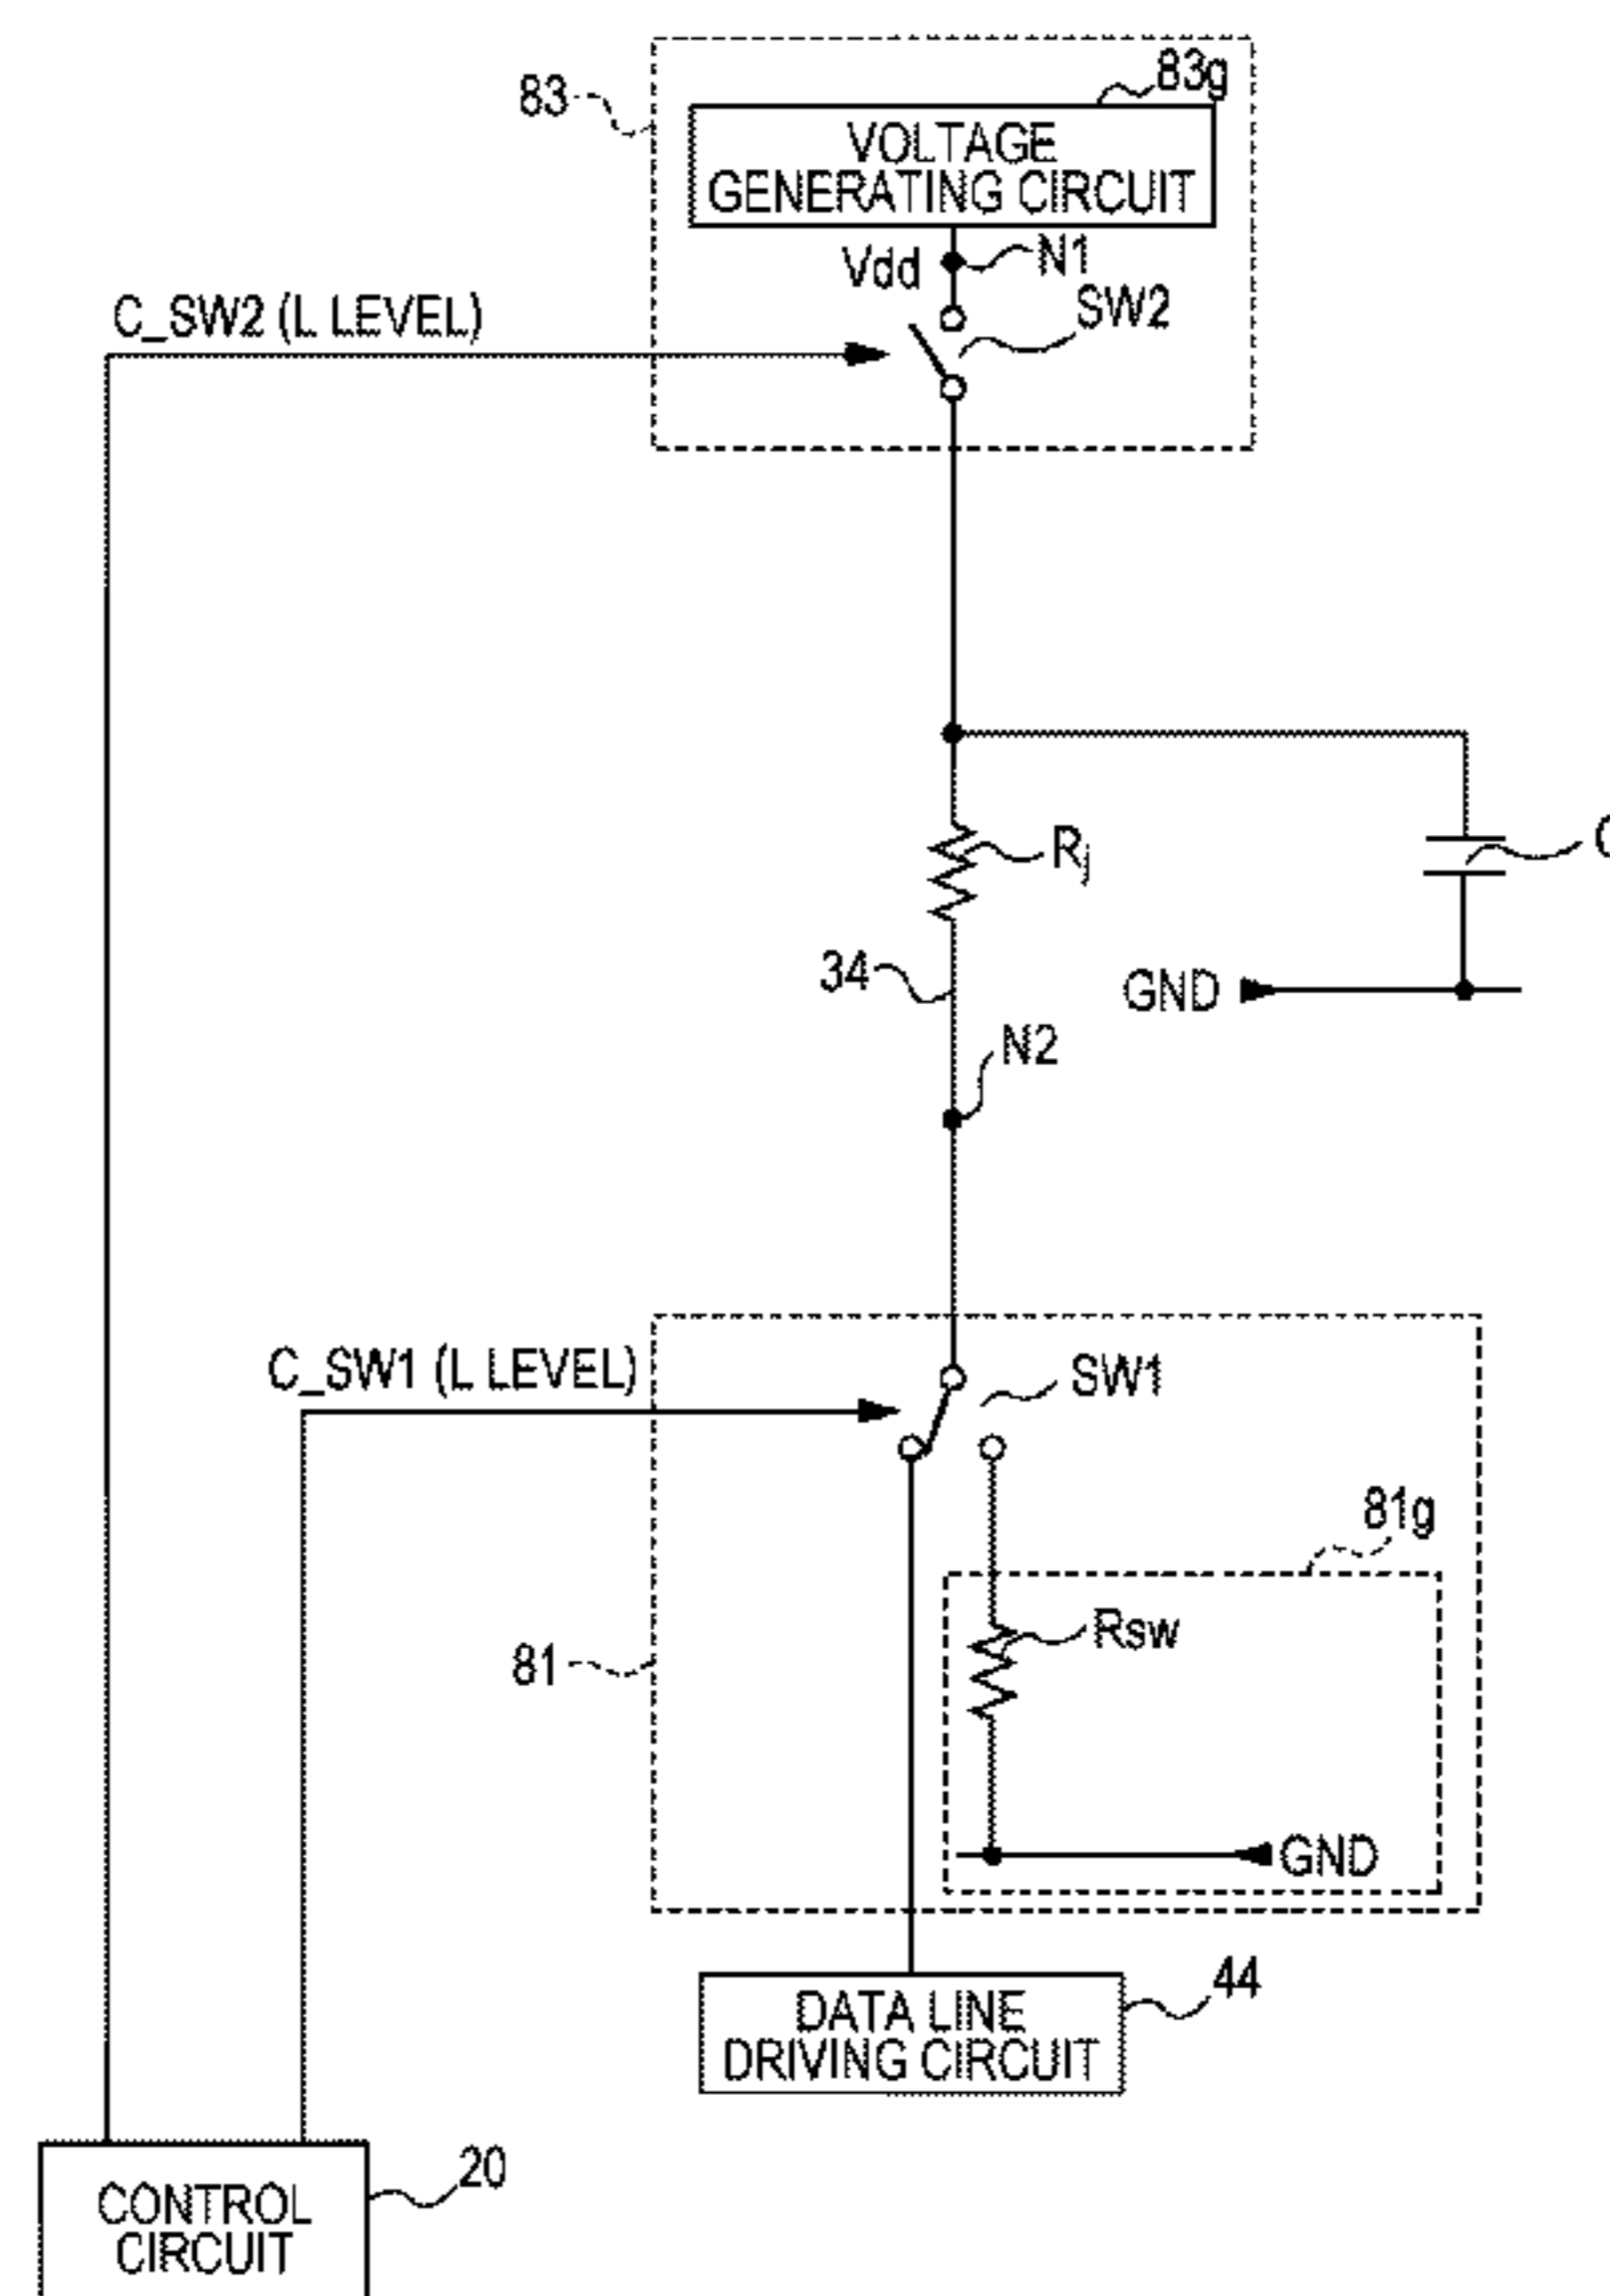 83
83g
VOLTAGE
GENERATING CIRCUIT
Vdd
N1
SW2
C_SW2 (L LEVEL)
Rj
34
GND
N2
C_SW1 (L LEVEL)
SW1
81g
Rsw
81
GND
44
DATA LINE
DRIVING CIRCUIT
20
CONTROL
CIRCUIT